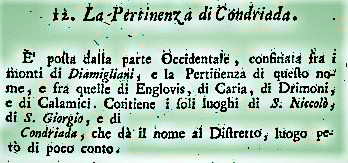 12. La Pertinenza di Condriada.
E' posta dalla parte Occidentale, confinata fra i
monti di Diamigliani, e la Pertinenza di questo no-
me, e fra quelle di Englovis, di Caria, di Drimoni,
e di Calamici. Contiene i soli luoghi di S. Niccolò,
di S. Giorgio, e di
Condriada, che dà il nome al Distretto, luogo pe-
rò di poco conto.